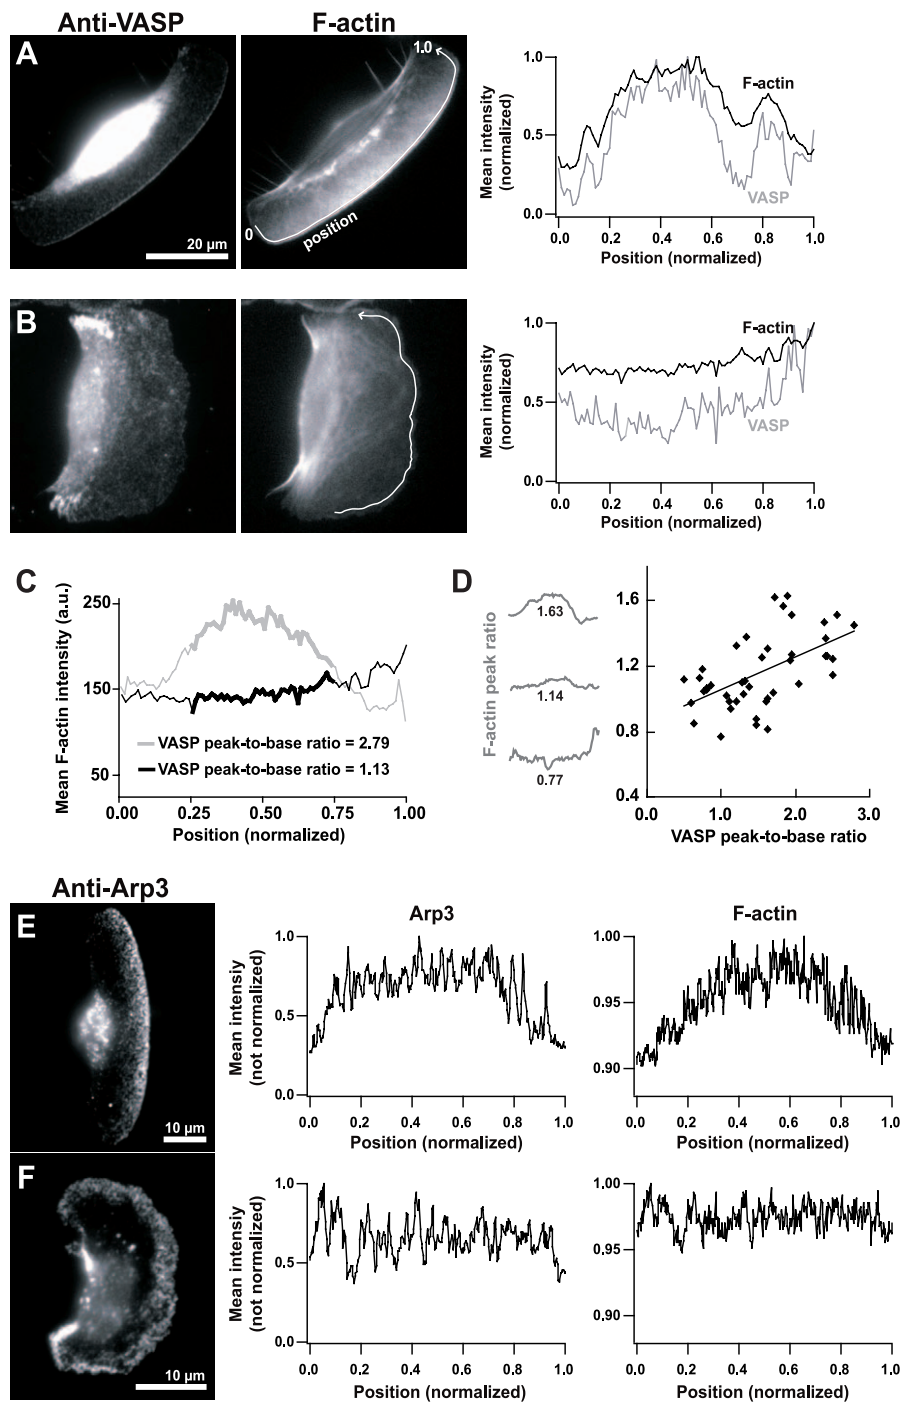 Anti-VASP
F-actin
A
1.0
0
position
20 µm
Mean intensity
(normalized)
1.0
0.5
0.0
F-actin
VASP
0.0 0.2 0.4 0.6 0.8 1.0
Position (normalized)
B
Mean intensity
(normalized)
1.0
0.5
0.0
F-actin
VASP
0.0 0.2 0.4 0.6 0.8 1.0
Position (normalized)
C
Mean F-actin intensity (a.u.)
250
150
50
VASP peak-to-base ratio = 2.79
VASP peak-to-base ratio = 1.13
0.00 0.25 0.50 0.75 1.00
Position (normalized)
D
F-actin peak ratio
1.63
1.14
0.77
1.6
1.2
0.8
0.4
0.0 1.0 2.0 3.0
VASP peak-to-base ratio
Anti-Arp3
E
10 µm
Arp3
Mean intensiy
(not normalized)
1.0
0.5
0.0
0.0 0.2 0.4 0.6 0.8 1.0
Position (normalized)
F-actin
1.00
0.95
0.90
0.0 0.2 0.4 0.6 0.8 1.0
Position (normalized)
F
10 µm
Mean intensity
(not normalized)
1.0
0.5
0.0
0.0 0.2 0.4 0.6 0.8 1.0
Position (normalized)
1.00
0.95
0.90
0.0 0.2 0.4 0.6 0.8 1.0
Position (normalized)